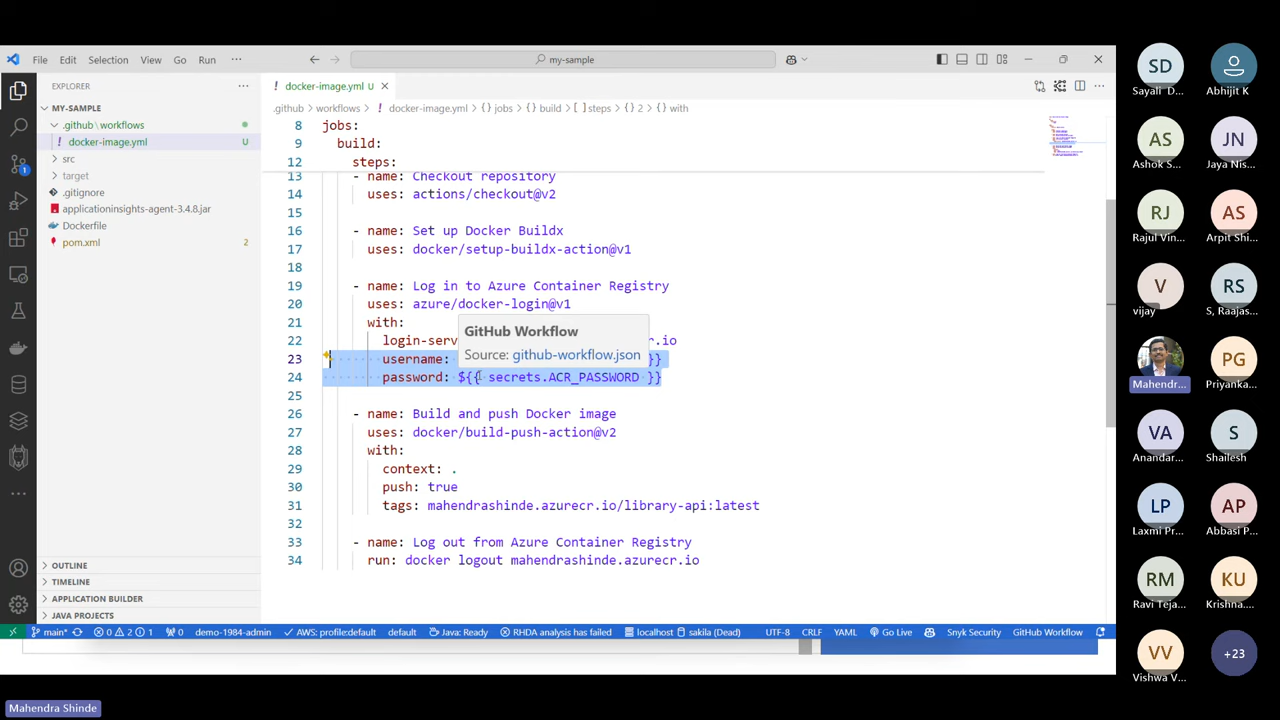 File Edit Selection View Go Run ··· my-sample
EXPLORER ···
MY-SAMPLE
.github\workflows
docker-image.yml U
src
target
.gitignore
applicationinsights-agent-3.4.8.jar
Dockerfile
pom.xml 2
OUTLINE
TIMELINE
APPLICATION BUILDER
JAVA PROJECTS
docker-image.yml U
.github > workflows > ! docker-image.yml > {} jobs > {} build > [ ] steps > {} 2 > {} with
8 jobs:
9 build:
12 steps:
13 - name: Checkout repository
14 uses: actions/checkout@v2
15
16 - name: Set up Docker Buildx
17 uses: docker/setup-buildx-action@v1
18
19 - name: Log in to Azure Container Registry
20 uses: azure/docker-login@v1
21 with:
GitHub Workflow
22 login-serv cr.io
Source: github-workflow.json
23 username: }}
24 password: ${{ secrets.ACR_PASSWORD }}
25
26 - name: Build and push Docker image
27 uses: docker/build-push-action@v2
28 with:
29 context: .
30 push: true
31 tags: mahendrashinde.azurecr.io/library-api:latest
32
33 - name: Log out from Azure Container Registry
34 run: docker logout mahendrashinde.azurecr.io
1
main* 0 2 1 0 demo-1984-admin AWS: profile:default default Java: Ready RHDA analysis has failed localhost sakila (Dead) UTF-8 CRLF YAML Go Live Snyk Security GitHub Workflow
SD
Sayali D...
Abhijit K
AS
Ashok S...
JN
Jaya Nis...
RJ
Rajul Vin...
AS
Arpit Shi...
V
vijay
RS
S, Raajas...
Mahendr...
PG
Priyanka...
VA
Anandar...
S
Shailesh
LP
Laxmi Pr...
AP
Abbasi P...
RM
Ravi Teja...
KU
Krishna...
VV
Vishwa V...
+23
Mahendra Shinde